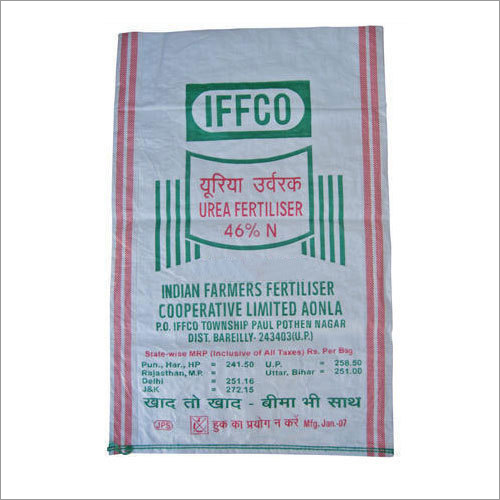 IFFCO
यूरिया उर्वरक
UREA FERTILISER
46% N
INDIAN FARMERS FERTILISER
COOPERATIVE LIMITED AONLA
P.O. IFFCO TOWNSHIP PAUL POTHEN NAGAR
DIST. BAREILLY- 243403(U.P.)
State-wise MRP (Inclusive of All Taxes) Rs. Per Bag
Pun., Har., HP = 241.50 U.P. = 258.50
Rajasthan, M.P. = Uttar, Bihar = 251.00
Delhi = 251.16
J&K = 272.15
खाद तो खाद - बीमा भी साथ
JPS हुक का प्रयोग न करें Mfg. Jan.-07